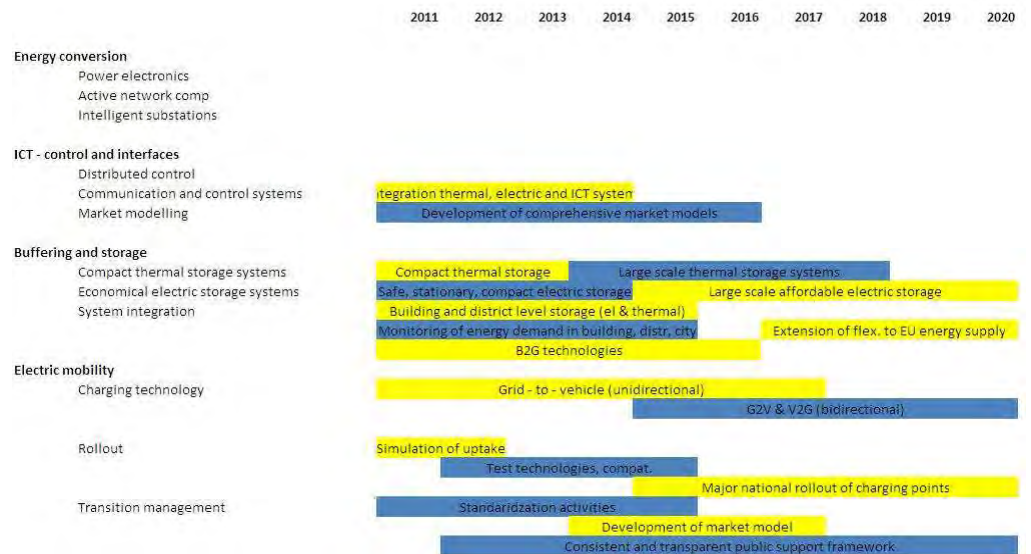 2011 2012 2013 2014 2015 2016 2017 2018 2019 2020
Energy conversion
Power electronics
Active network comp
Intelligent substations
ICT - control and interfaces
Distributed control
Communication and control systems tegration thermal, electric and ICT system
Market modelling Development of comprehensive market models
Buffering and storage
Compact thermal storage systems Compact thermal storage Large scale thermal storage systems
Economical electric storage systems Safe, stationary, compact electric storage Large scale affordable electric storage
System integration Building and district level storage (el & thermal)
Monitoring of energy demand in building, distr, city Extension of flex. to EU energy supply
B2G technologies
Electric mobility
Charging technology Grid - to - vehicle (unidirectional)
G2V & V2G (bidirectional)
Rollout Simulation of uptake
Test technologies, compat.
Major national rollout of charging points
Transition management Standaridzation activities
Development of market model
Consistent and transparent public support framework